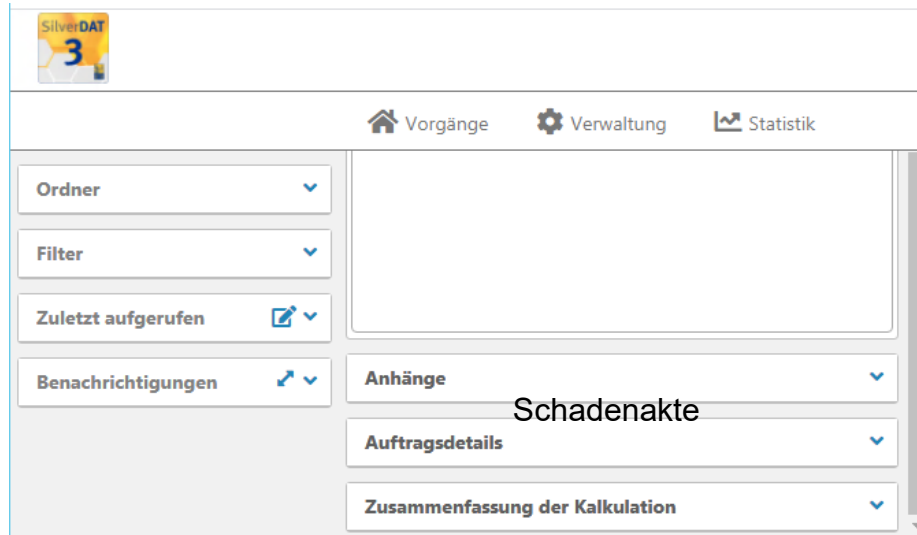 SilverDAT
3
Vorgänge
Verwaltung
Statistik
Ordner
Filter
Zuletzt aufgerufen
Benachrichtigungen
Anhänge
Schadenakte
Auftragsdetails
Zusammenfassung der Kalkulation